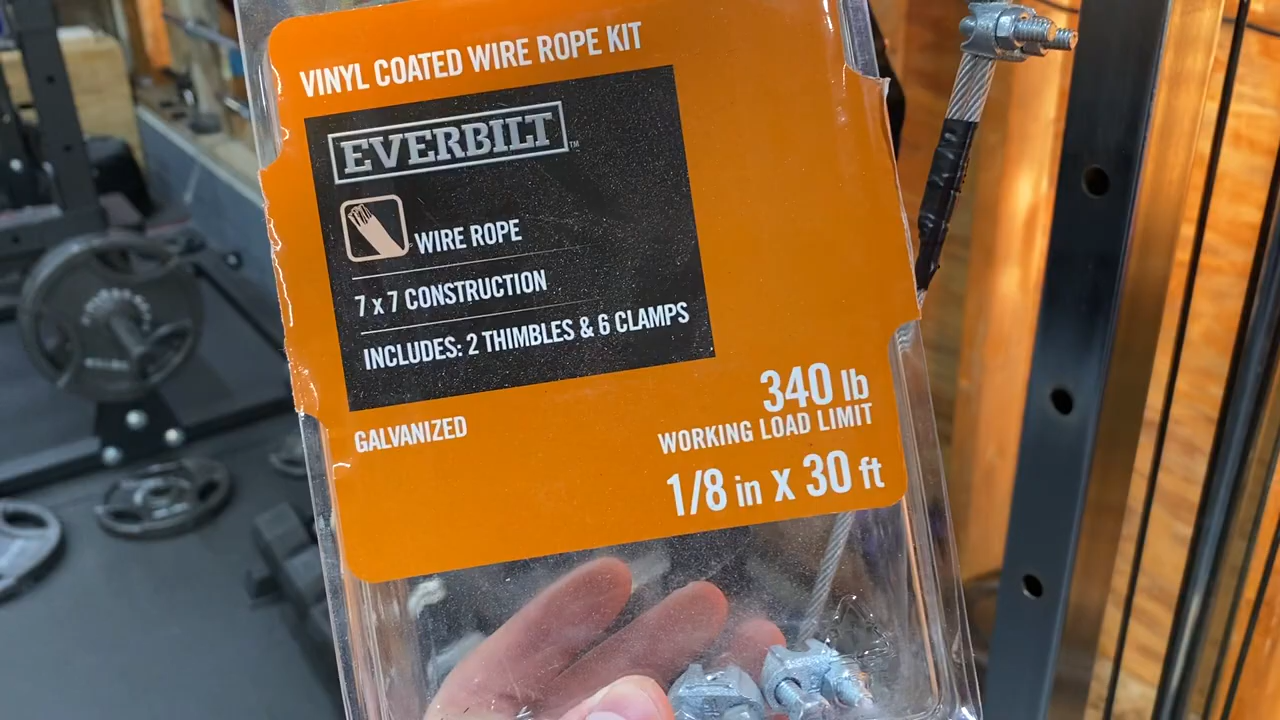 VINYL COATED WIRE ROPE KIT
EVERBILT™
WIRE ROPE
7 x 7 CONSTRUCTION
INCLUDES: 2 THIMBLES & 6 CLAMPS
GALVANIZED
340 lb
WORKING LOAD LIMIT
1/8 in x 30 ft